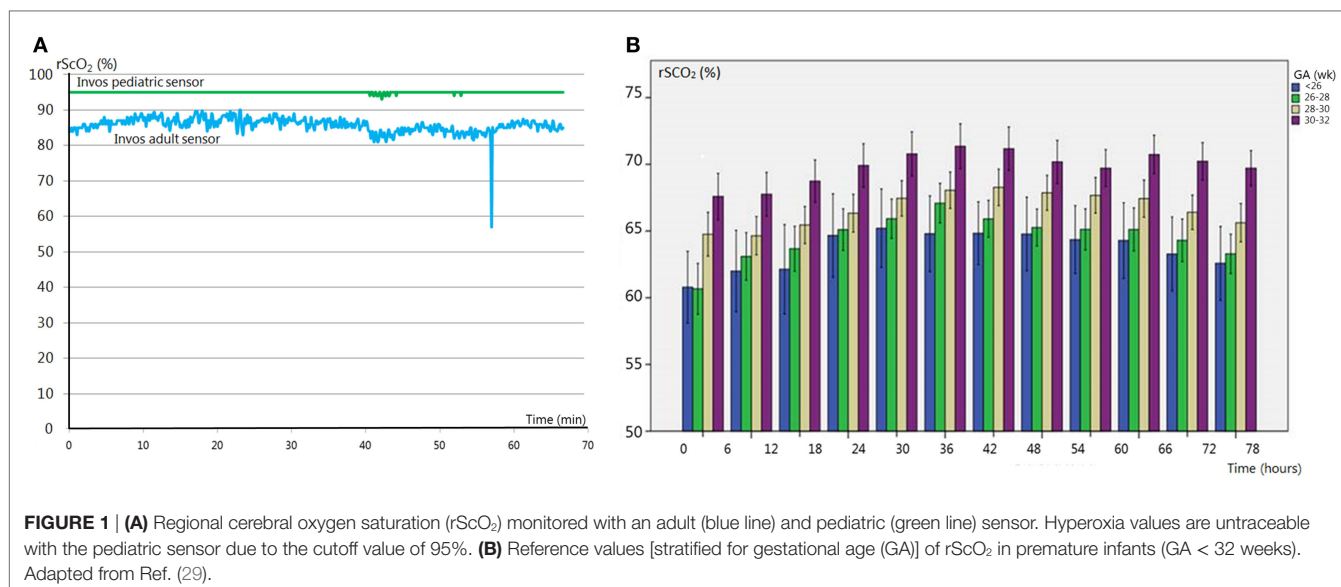 A
rScO₂ (%)
Invos pediatric sensor
Invos adult sensor
100
90
80
70
60
50
40
30
20
10
0
Time (min)
0 10 20 30 40 50 60 70
B
rSCO₂ (%)
75
70
65
60
55
50
0 6 12 18 24 30 36 42 48 54 60 66 72 78
Time (hours)
GA (wk)
<26
26-28
28-30
30-32
FIGURE 1 | (A) Regional cerebral oxygen saturation (rScO₂) monitored with an adult (blue line) and pediatric (green line) sensor. Hyperoxia values are untraceable
with the pediatric sensor due to the cutoff value of 95%. (B) Reference values [stratified for gestational age (GA)] of rScO₂ in premature infants (GA < 32 weeks).
Adapted from Ref. (29).